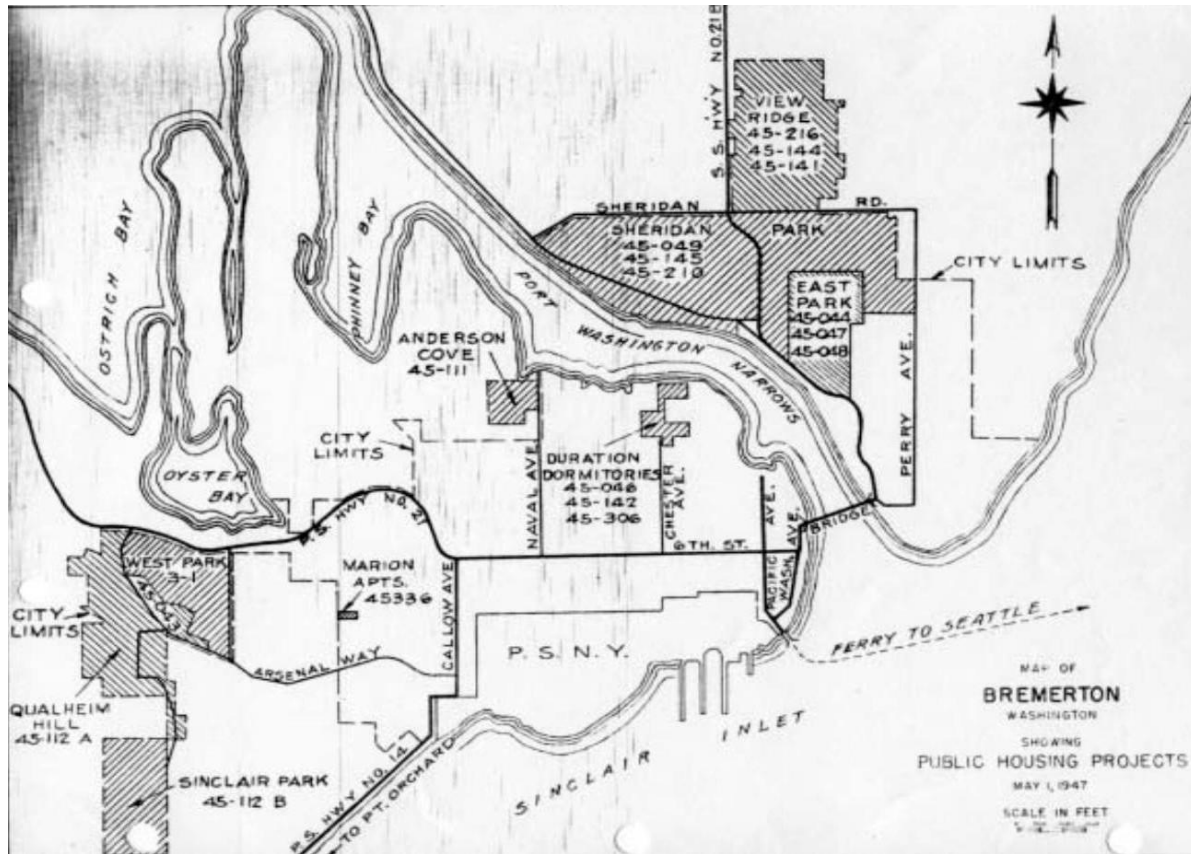 S. S. HWY NO. 21B
VIEW
RIDGE
45-216
45-144
45-141
SHERIDAN
RD.
SHERIDAN
PARK
45-049
45-145
45-210
CITY LIMITS
EAST
PARK
45-044
45-047
45-048
OSTRICH BAY
PHINNEY BAY
PORT
WASHINGTON
NARROWS
PERRY AVE.
ANDERSON
COVE
45-111
CITY
LIMITS
OYSTER
BAY
DURATION
DORMITORIES
45-046
45-142
45-306
NAVAL AVE.
CHESTER
AVE.
6TH. ST.
PACIFIC AVE.
WASH. AVE.
BRIDGE
P. S. HWY NO. 21
WEST PARK
3-1
45-043
MARION
APTS.
45336
CALLOW AVE.
CITY
LIMITS
ARSENAL WAY
P. S. N. Y.
FERRY TO SEATTLE
QUALHEIM
HILL
45-112 A
SINCLAIR PARK
45-112 B
P. S. HWY NO. 14
TO PT. ORCHARD
SINCLAIR INLET
MAP OF
BREMERTON
WASHINGTON
SHOWING
PUBLIC HOUSING PROJECTS
MAY 1, 1947
SCALE IN FEET